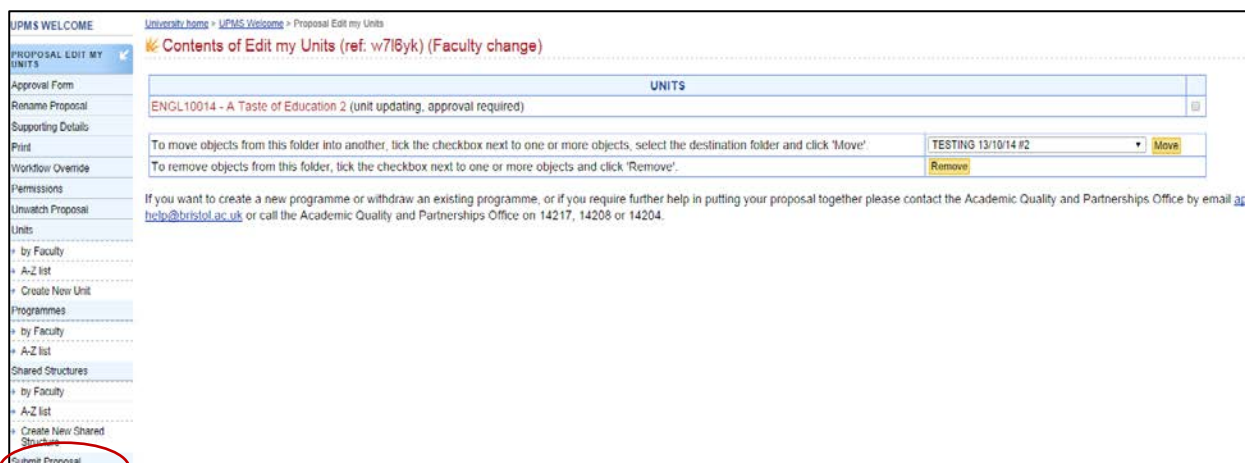 UPMS WELCOME
PROPOSAL EDIT MY
UNITS
Approval Form
Rename Proposal
Supporting Details
Print
Workflow Override
Permissions
Unwatch Proposal
Units
by Faculty
A-Z list
Create New Unit
Programmes
by Faculty
A-Z list
Shared Structures
by Faculty
A-Z list
Create New Shared
Structure
Submit Proposal
University home > UPMS Welcome > Proposal Edit my Units
Contents of Edit my Units (ref: w7l6yk) (Faculty change)
UNITS
ENGL10014 - A Taste of Education 2 (unit updating, approval required)
To move objects from this folder into another, tick the checkbox next to one or more objects, select the destination folder and click 'Move'.
TESTING 13/10/14 #2
Move
To remove objects from this folder, tick the checkbox next to one or more objects and click 'Remove'.
Remove
If you want to create a new programme or withdraw an existing programme, or if you require further help in putting your proposal together please contact the Academic Quality and Partnerships Office by email
help@bristol.ac.uk or call the Academic Quality and Partnerships Office on 14217, 14208 or 14204.